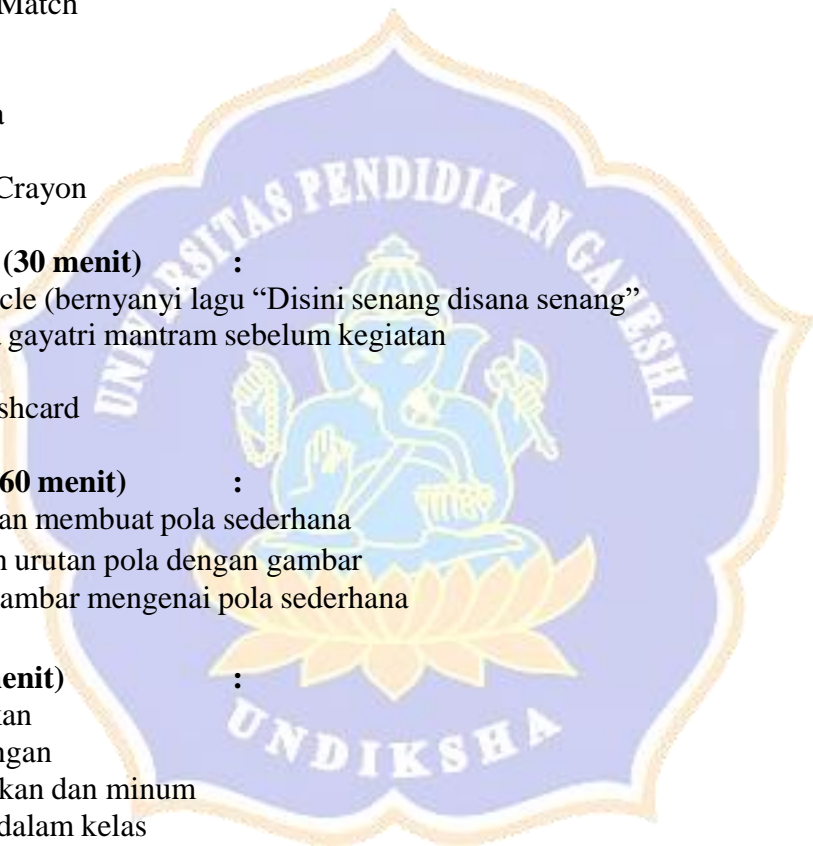 Match
a
Crayon
(30 menit) :
cle (bernyanyi lagu “Disini senang disana senang”
gayatri mantram sebelum kegiatan
shcard
60 menit) :
an membuat pola sederhana
urutan pola dengan gambar
ambar mengenai pola sederhana
enit) :
kan
ngan
kan dan minum
dalam kelas
UNIVERSITAS PENDIDIKAN GANESHA
UNDIKSHA